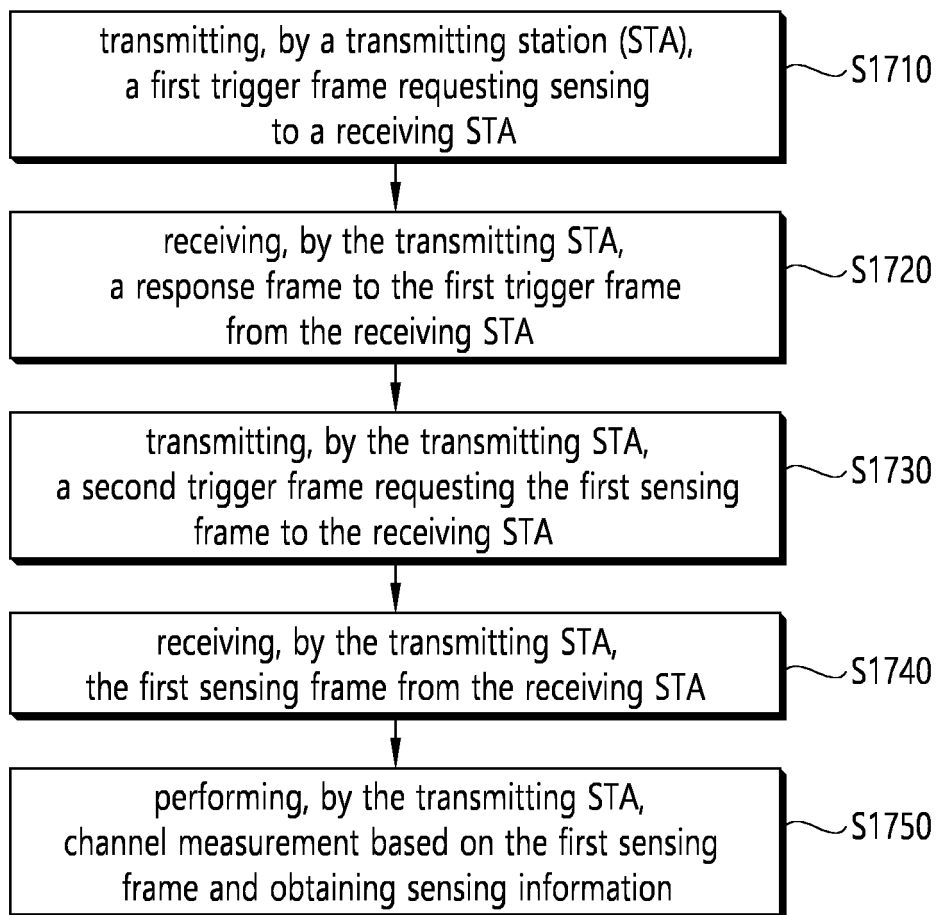 transmitting, by a transmitting station (STA),
a first trigger frame requesting sensing
to a receiving STA
S1710
receiving, by the transmitting STA,
a response frame to the first trigger frame
from the receiving STA
S1720
transmitting, by the transmitting STA,
a second trigger frame requesting the first sensing
frame to the receiving STA
S1730
receiving, by the transmitting STA,
the first sensing frame from the receiving STA
S1740
performing, by the transmitting STA,
channel measurement based on the first sensing
frame and obtaining sensing information
S1750